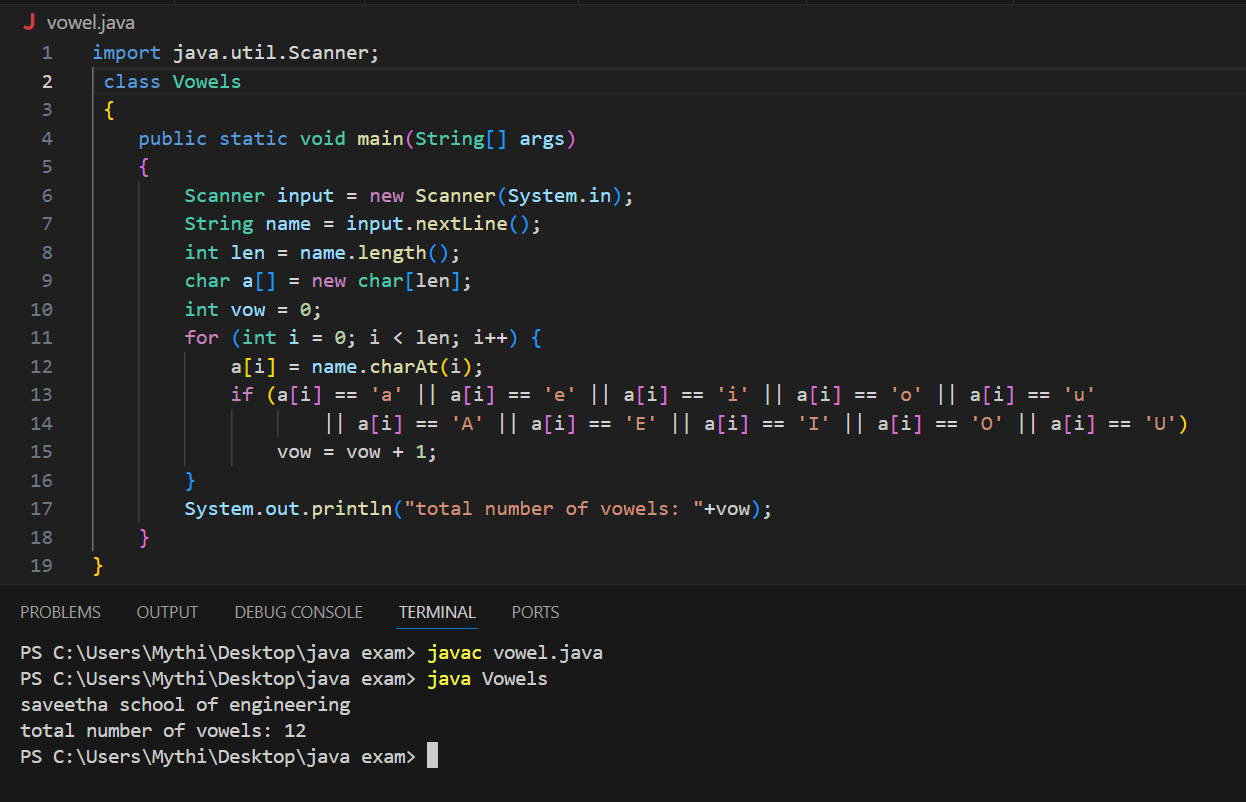 J vowel.java
1 import java.util.Scanner;
2 class Vowels
3 {
4 public static void main(String[] args)
5 {
6 Scanner input = new Scanner(System.in);
7 String name = input.nextLine();
8 int len = name.length();
9 char a[] = new char[len];
10 int vow = 0;
11 for (int i = 0; i < len; i++) {
12 a[i] = name.charAt(i);
13 if (a[i] == 'a' || a[i] == 'e' || a[i] == 'i' || a[i] == 'o' || a[i] == 'u'
14 || a[i] == 'A' || a[i] == 'E' || a[i] == 'I' || a[i] == 'O' || a[i] == 'U')
15 vow = vow + 1;
16 }
17 System.out.println("total number of vowels: "+vow);
18 }
19 }
PROBLEMS OUTPUT DEBUG CONSOLE TERMINAL PORTS
PS C:\Users\Mythi\Desktop\java exam> javac vowel.java
PS C:\Users\Mythi\Desktop\java exam> java Vowels
saveetha school of engineering
total number of vowels: 12
PS C:\Users\Mythi\Desktop\java exam>